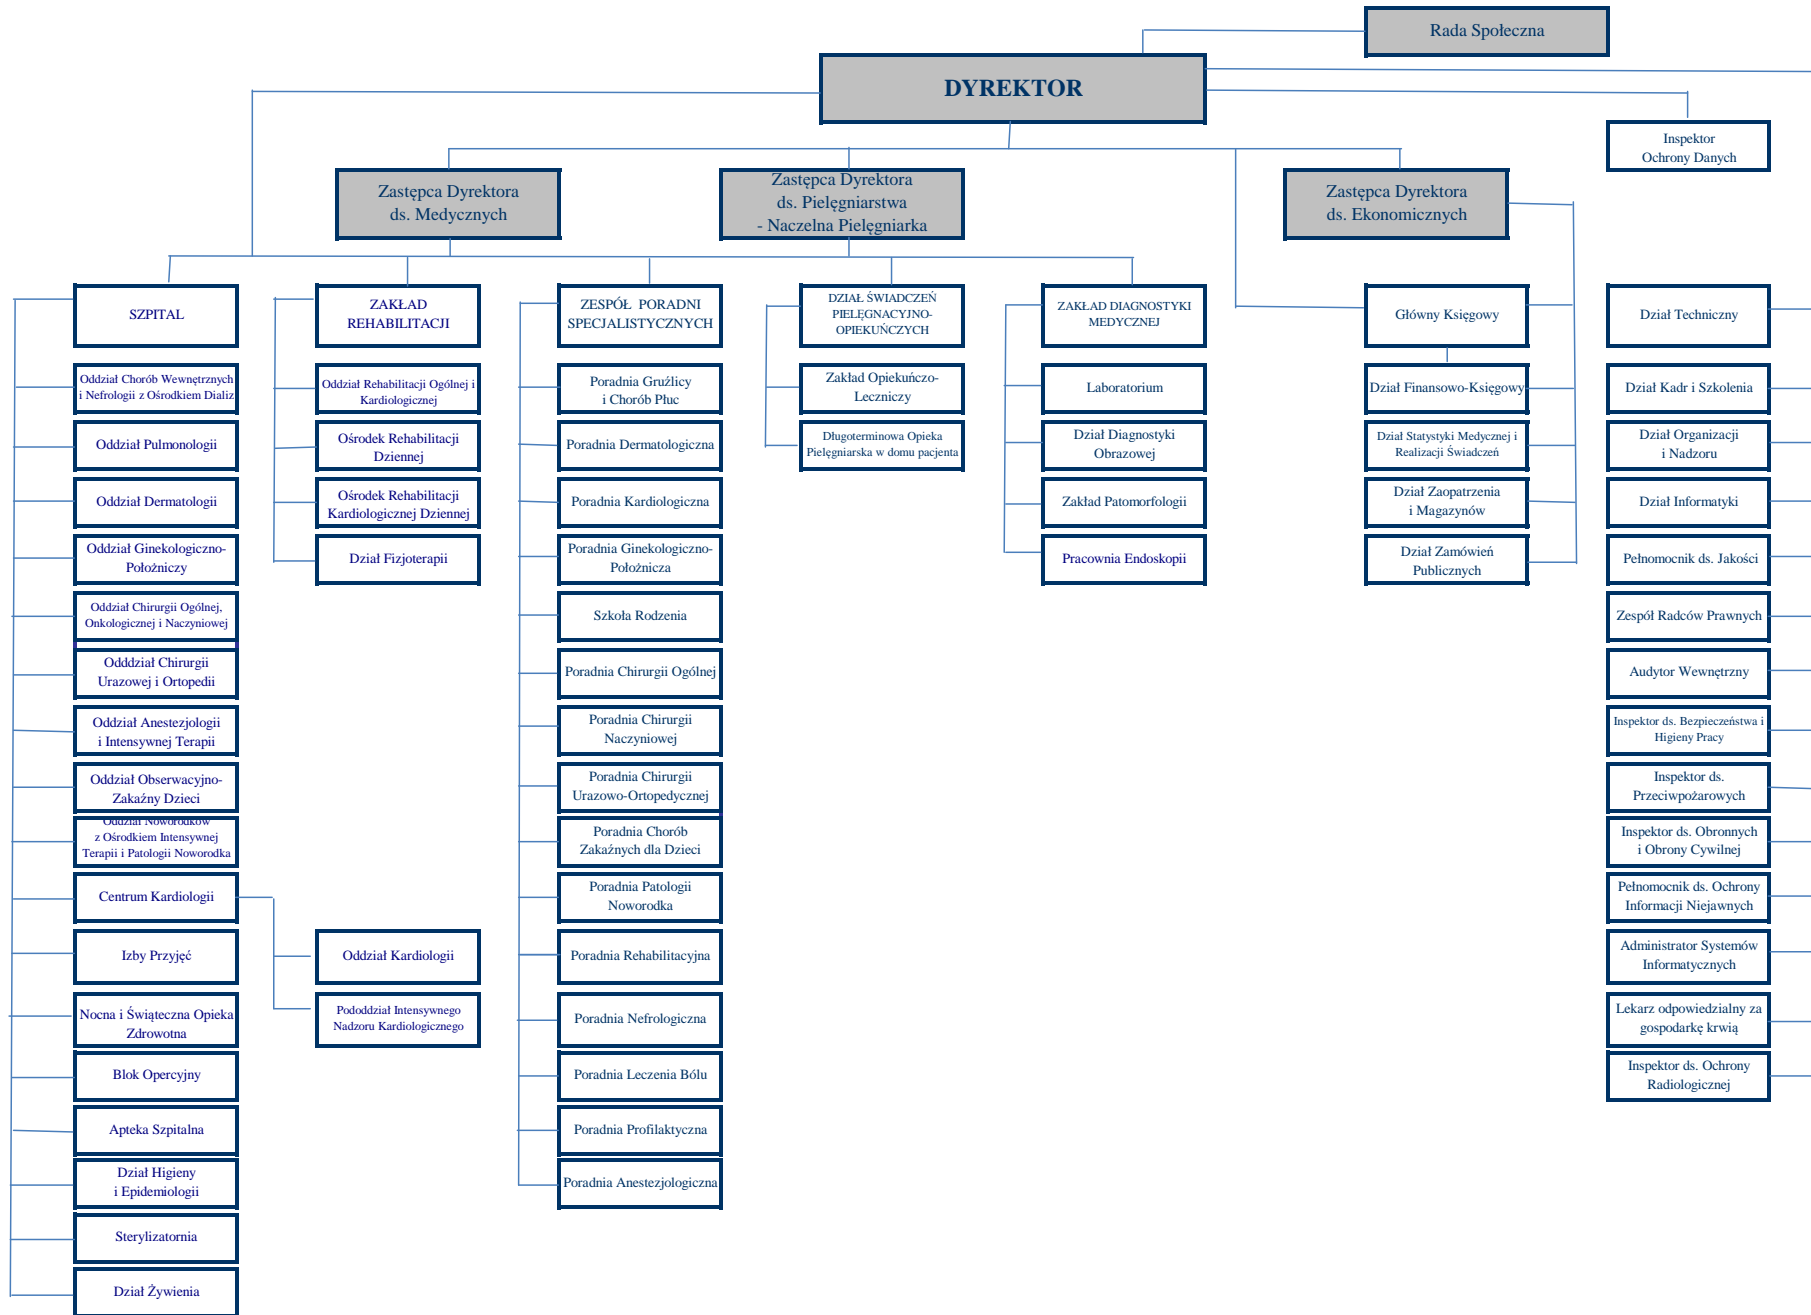 Rada Społeczna
DYREKTOR
Inspektor
Ochrony Danych
Zastępca Dyrektora
ds. Medycznych
Zastępca Dyrektora
ds. Pielęgniarstwa
- Naczelna Pielęgniarka
Zastępca Dyrektora
ds. Ekonomicznych
SZPITAL
Oddział Chorób Wewnętrznych
i Nefrologii z Ośrodkiem Dializ
Oddział Pulmonologii
Oddział Dermatologii
Oddział Ginekologiczno-
Położniczy
Oddział Chirurgii Ogólnej,
Onkologicznej i Naczyniowej
Odddział Chirurgii
Urazowej i Ortopedii
Oddział Anestezjologii
i Intensywnej Terapii
Oddział Obserwacyjno-
Zakaźny Dzieci
Oddział Noworodków
z Ośrodkiem Intensywnej
Terapii i Patologii Noworodka
Centrum Kardiologii
Izby Przyjęć
Nocna i Świąteczna Opieka
Zdrowotna
Blok Opercyjny
Apteka Szpitalna
Dział Higieny
i Epidemiologii
Sterylizatornia
Dział Żywienia
ZAKŁAD
REHABILITACJI
Oddział Rehabilitacji Ogólnej i
Kardiologicznej
Ośrodek Rehabilitacji
Dziennej
Ośrodek Rehabilitacji
Kardiologicznej Dziennej
Dział Fizjoterapii
Oddział Kardiologii
Pododdział Intensywnego
Nadzoru Kardiologicznego
ZESPÓŁ PORADNI
SPECJALISTYCZNYCH
Poradnia Gruźlicy
i Chorób Płuc
Poradnia Dermatologiczna
Poradnia Kardiologiczna
Poradnia Ginekologiczno-
Położnicza
Szkoła Rodzenia
Poradnia Chirurgii Ogólnej
Poradnia Chirurgii
Naczyniowej
Poradnia Chirurgii
Urazowo-Ortopedycznej
Poradnia Chorób
Zakaźnych dla Dzieci
Poradnia Patologii
Noworodka
Poradnia Rehabilitacyjna
Poradnia Nefrologiczna
Poradnia Leczenia Bólu
Poradnia Profilaktyczna
Poradnia Anestezjologiczna
DZIAŁ ŚWIADCZEŃ
PIELĘGNACYJNO-
OPIEKUŃCZYCH
Zakład Opiekuńczo-
Leczniczy
Długoterminowa Opieka
Pielęgniarska w domu pacjenta
ZAKŁAD DIAGNOSTYKI
MEDYCZNEJ
Laboratorium
Dział Diagnostyki
Obrazowej
Zakład Patomorfologii
Pracownia Endoskopii
Główny Księgowy
Dział Finansowo-Księgowy
Dział Statystyki Medycznej i
Realizacji Świadczeń
Dział Zaopatrzenia
i Magazynów
Dział Zamówień
Publicznych
Dział Techniczny
Dział Kadr i Szkolenia
Dział Organizacji
i Nadzoru
Dział Informatyki
Pełnomocnik ds. Jakości
Zespół Radców Prawnych
Audytor Wewnętrzny
Inspektor ds. Bezpieczeństwa i
Higieny Pracy
Inspektor ds.
Przeciwpożarowych
Inspektor ds. Obronnych
i Obrony Cywilnej
Pełnomocnik ds. Ochrony
Informacji Niejawnych
Administrator Systemów
Informatycznych
Lekarz odpowiedzialny za
gospodarkę krwią
Inspektor ds. Ochrony
Radiologicznej